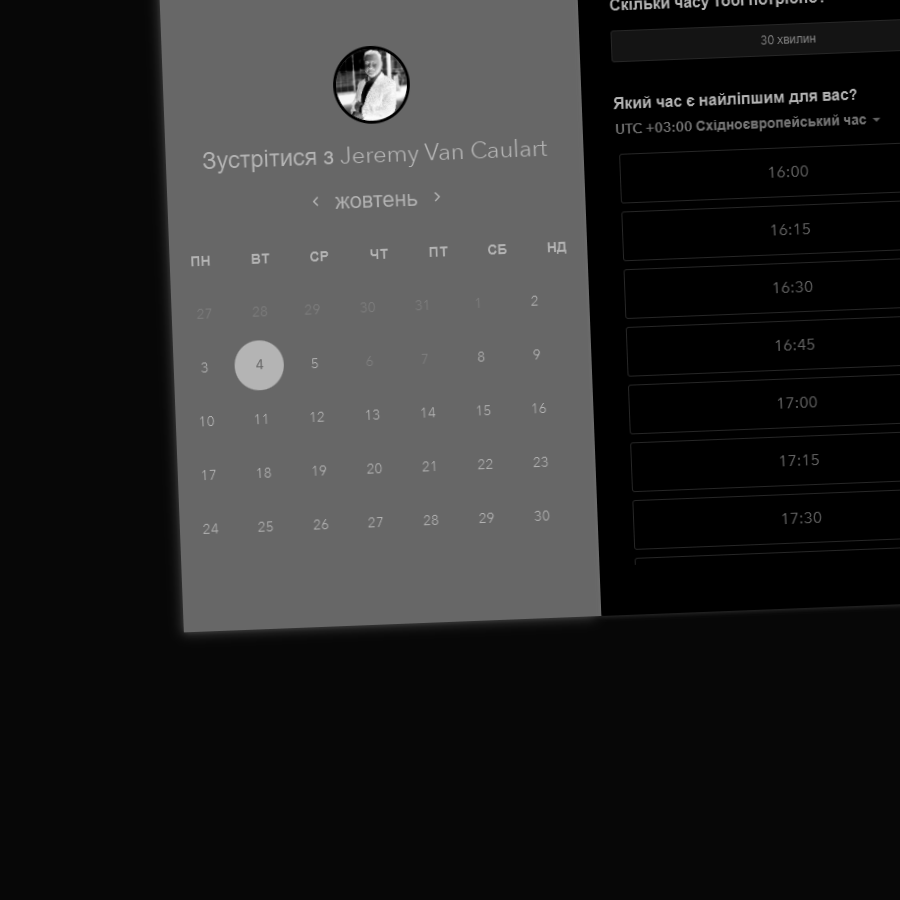 Зустрітися з Jeremy Van Caulart
‹ жовтень ›
ПН ВТ СР ЧТ ПТ СБ НД
27 28 29 30 31 1 2
3 4 5 6 7 8 9
10 11 12 13 14 15 16
17 18 19 20 21 22 23
24 25 26 27 28 29 30
Скільки часу тобі потрібно?
30 хвилин
Який час є найліпшим для вас?
UTC +03:00 Східноєвропейський час
16:00
16:15
16:30
16:45
17:00
17:15
17:30